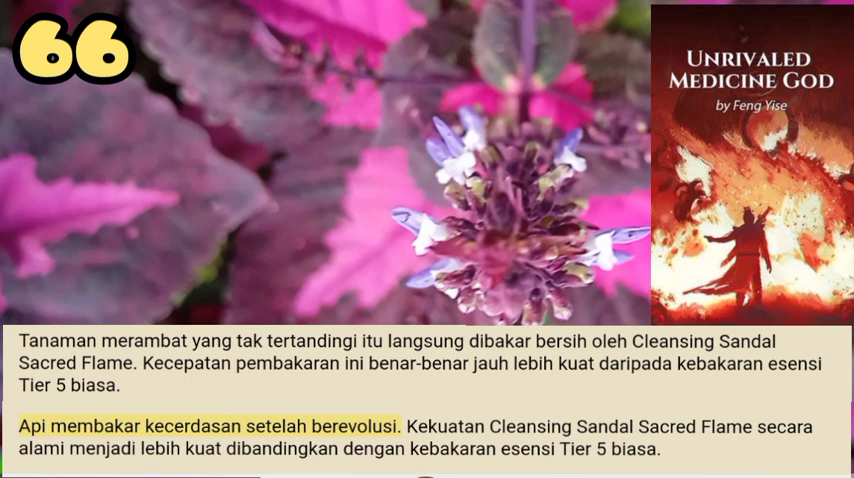 66
UNRIVALED
MEDICINE GOD
by Feng Yise
Tanaman merambat yang tak tertandingi itu langsung dibakar bersih oleh Cleansing Sandal
Sacred Flame. Kecepatan pembakaran ini benar-benar jauh lebih kuat daripada kebakaran esensi
Tier 5 biasa.
Api membakar kecerdasan setelah berevolusi. Kekuatan Cleansing Sandal Sacred Flame secara
alami menjadi lebih kuat dibandingkan dengan kebakaran esensi Tier 5 biasa.